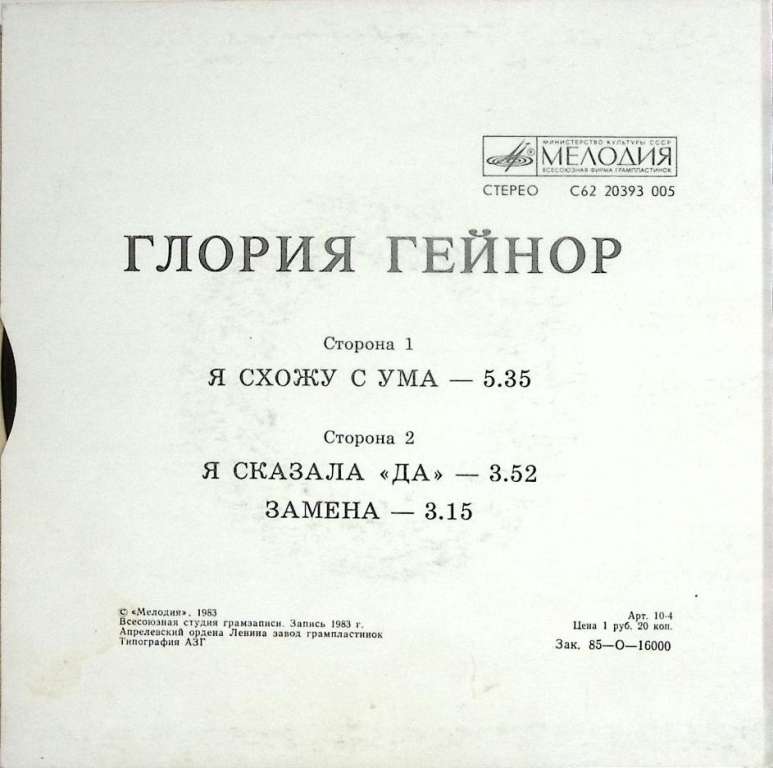 МИНИСТЕРСТВО КУЛЬТУРЫ СССР
МЕЛОДИЯ
ВСЕСОЮЗНАЯ ФИРМА ГРАМПЛАСТИНОК
СТЕРЕО С62 20393 005
ГЛОРИЯ ГЕЙНОР
Сторона 1
Я СХОЖУ С УМА — 5.35
Сторона 2
Я СКАЗАЛА «ДА» — 3.52
ЗАМЕНА — 3.15
© «Мелодия», 1983
Всесоюзная студия грамзаписи. Запись 1983 г.
Апрелевский ордена Ленина завод грампластинок
Типография АЗГ
Арт. 10-4
Цена 1 руб. 20 коп.
Зак. 85—О—16000